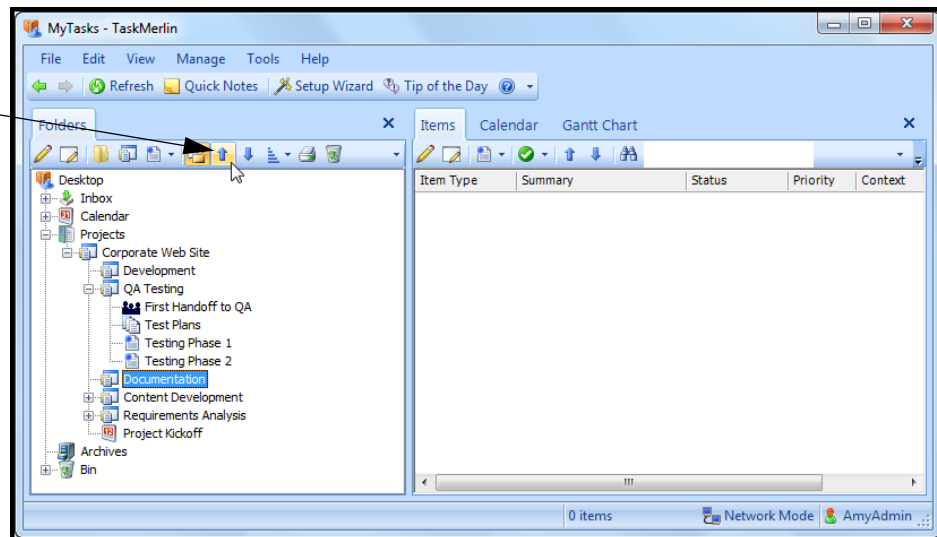 MyTasks - TaskMerlin
File Edit View Manage Tools Help
Refresh Quick Notes Setup Wizard Tip of the Day
Folders
Items Calendar Gantt Chart
Item Type Summary Status Priority Context
Desktop
Inbox
Calendar
Projects
Corporate Web Site
Development
QA Testing
First Handoff to QA
Test Plans
Testing Phase 1
Testing Phase 2
Documentation
Content Development
Requirements Analysis
Project Kickoff
Archives
Bin
0 items Network Mode AmyAdmin